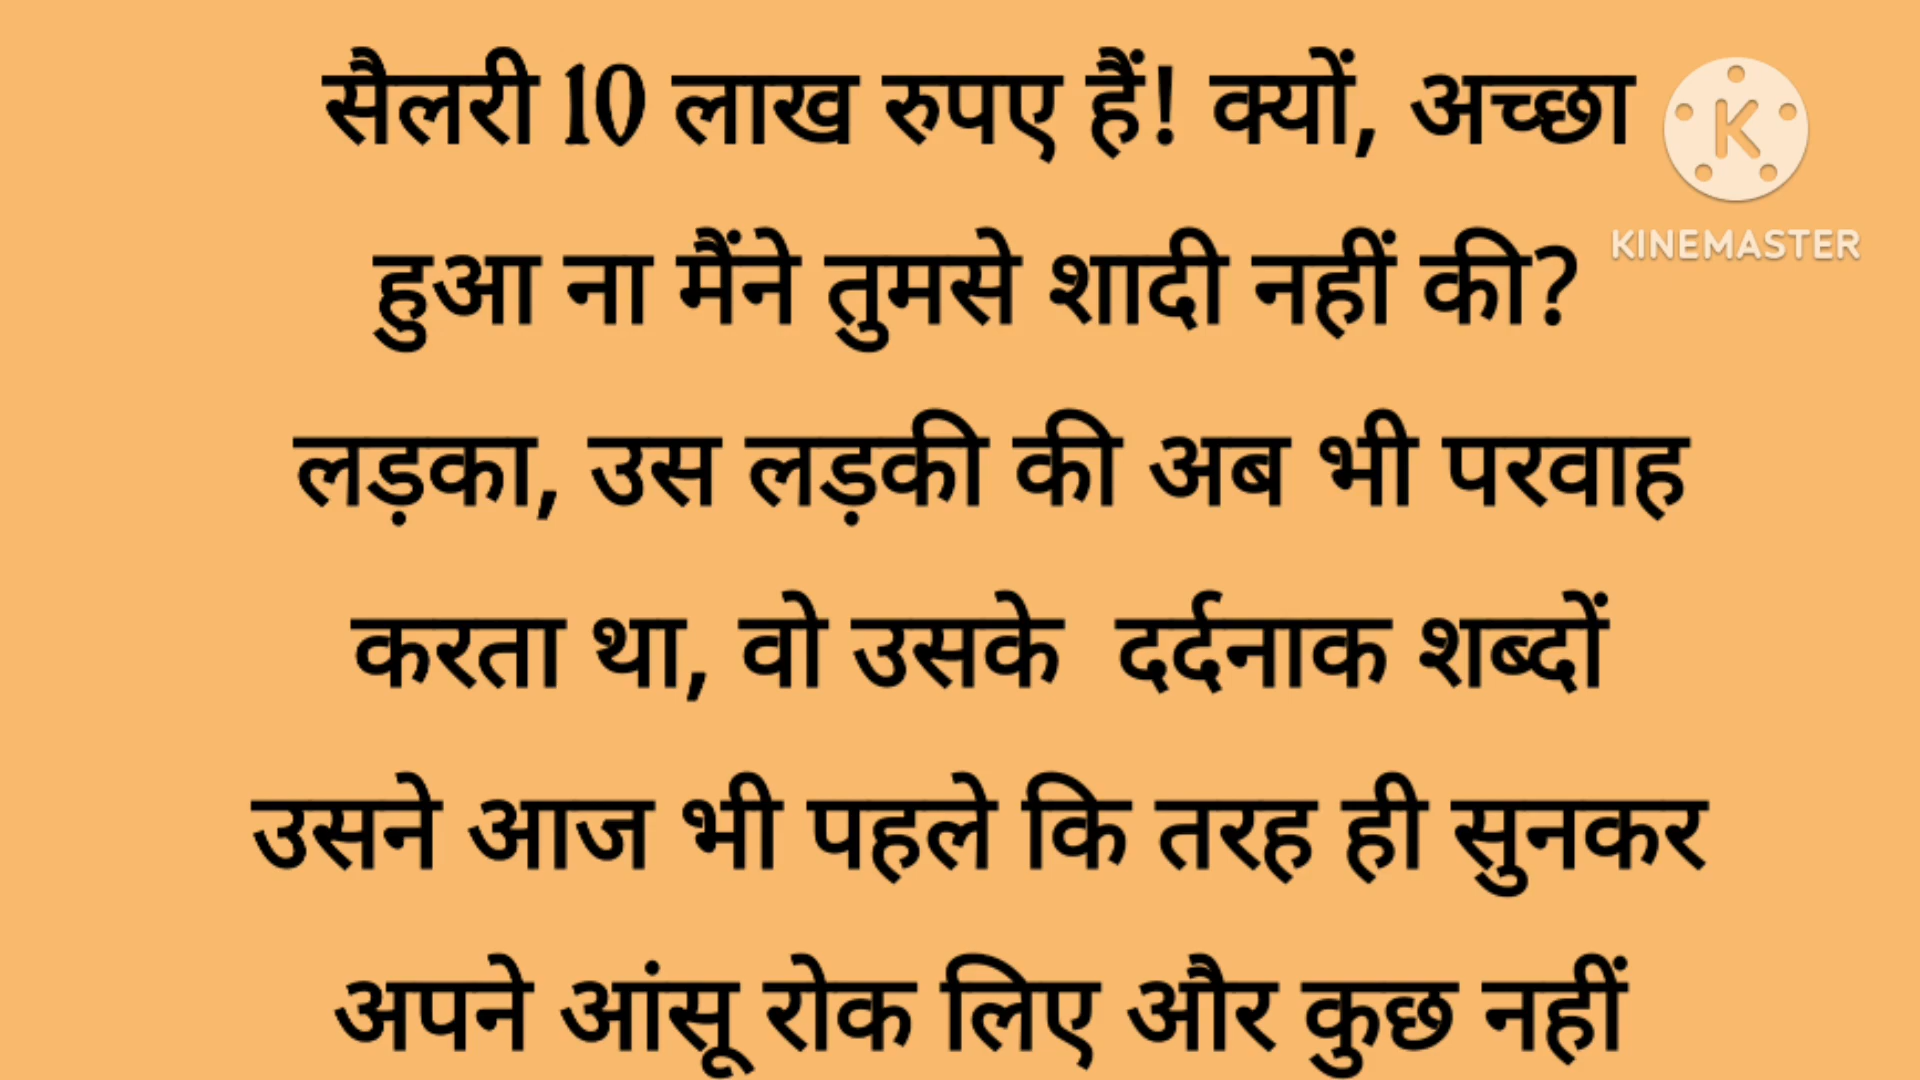 सैलरी 10 लाख रुपए हैं! क्यों, अच्छा
हुआ ना मैंने तुमसे शादी नहीं की?
लड़का, उस लड़की की अब भी परवाह
करता था, वो उसके  दर्दनाक शब्दों
उसने आज भी पहले कि तरह ही सुनकर
अपने आंसू रोक लिए और कुछ नहीं
K
KINEMASTER